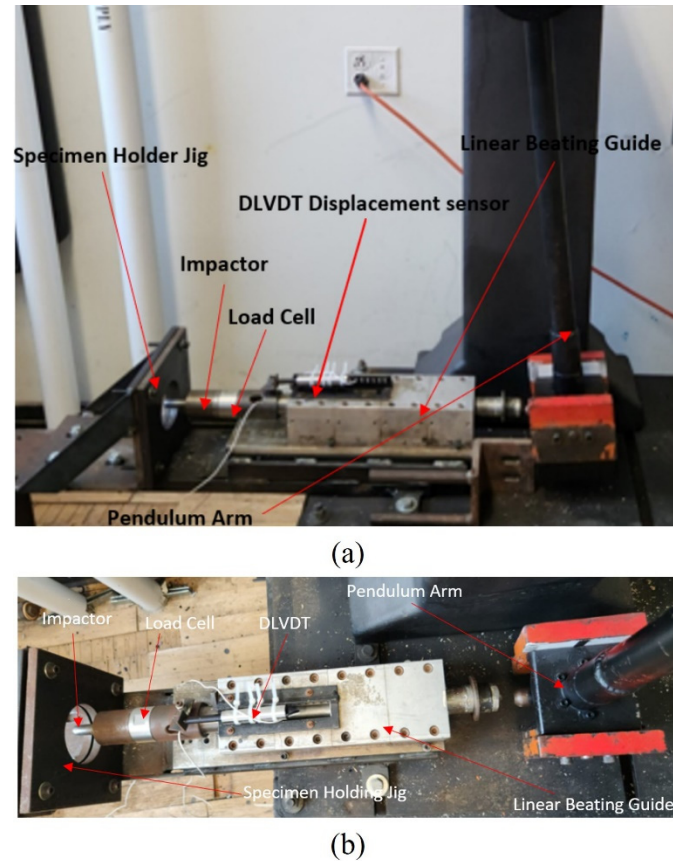 PLY
Specimen Holder Jig
Linear Beating Guide
DLVDT Displacement sensor
Impactor
Load Cell
Pendulum Arm
(a)
Pendulum Arm
Impactor
Load Cell
DLVDT
Specimen Holding Jig
Linear Beating Guide
(b)